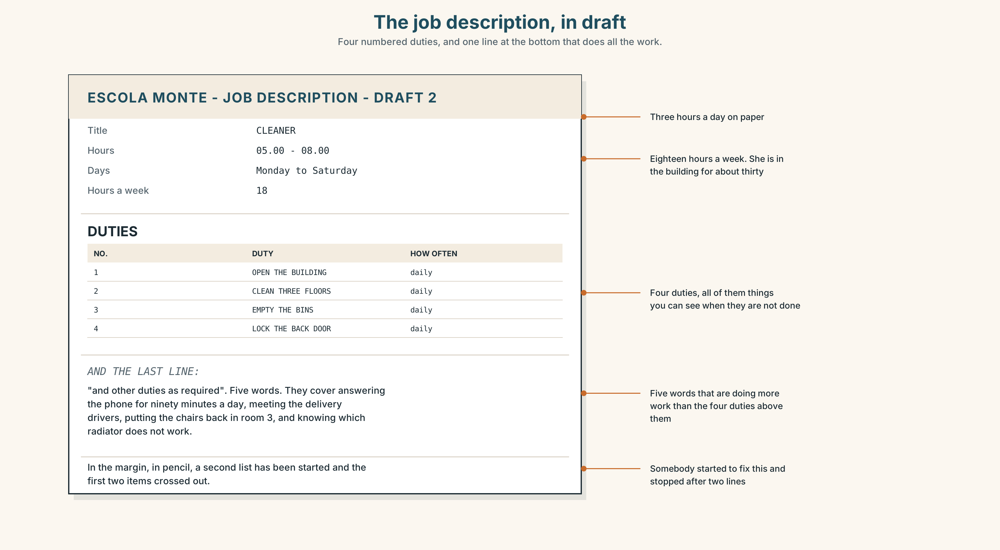 The job description, in draft
Four numbered duties, and one line at the bottom that does all the work.
ESCOLA MONTE - JOB DESCRIPTION - DRAFT 2
Title CLEANER
Hours 05.00 - 08.00
Days Monday to Saturday
Hours a week 18
DUTIES
NO. DUTY HOW OFTEN
1 OPEN THE BUILDING daily
2 CLEAN THREE FLOORS daily
3 EMPTY THE BINS daily
4 LOCK THE BACK DOOR daily
AND THE LAST LINE:
"and other duties as required". Five words. They cover answering
the phone for ninety minutes a day, meeting the delivery
drivers, putting the chairs back in room 3, and knowing which
radiator does not work.
In the margin, in pencil, a second list has been started and the
first two items crossed out.
Three hours a day on paper
Eighteen hours a week. She is in
the building for about thirty
Four duties, all of them things
you can see when they are not done
Five words that are doing more
work than the four duties above
them
Somebody started to fix this and
stopped after two lines